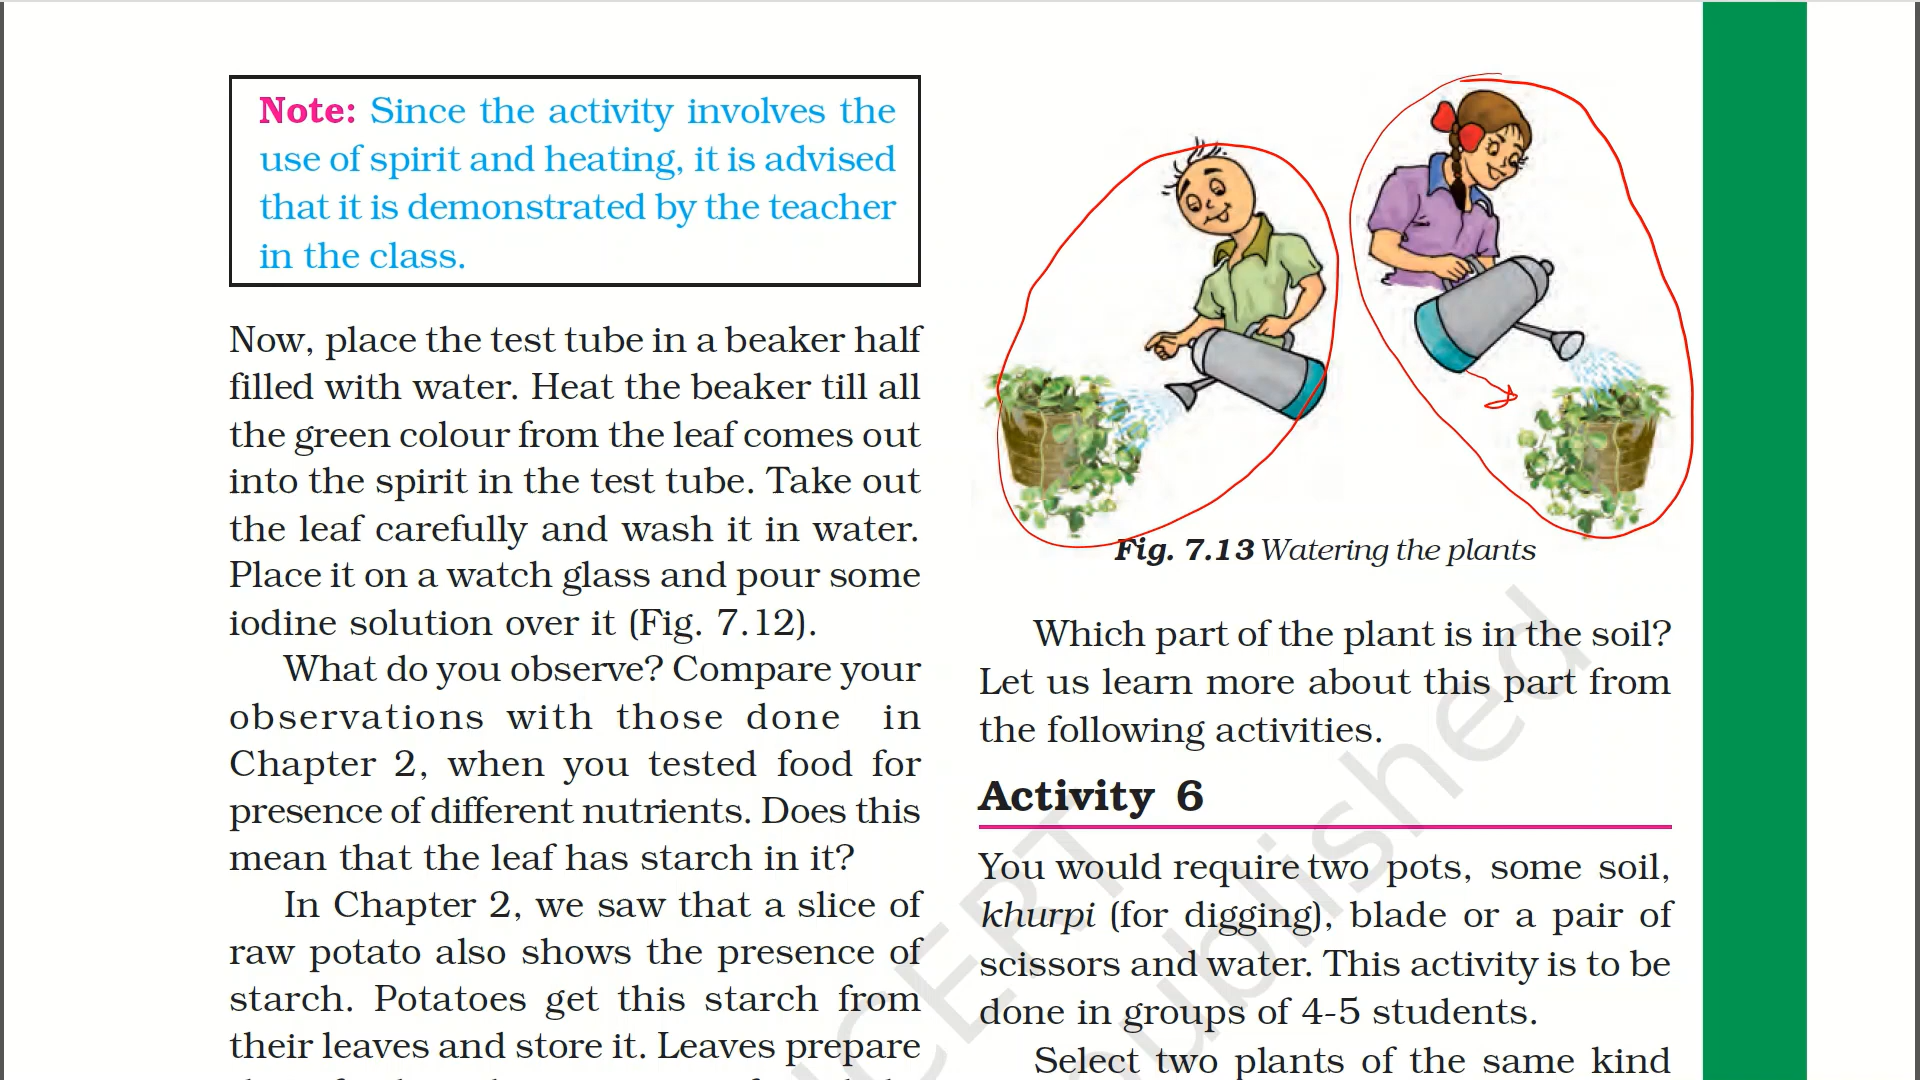 Note: Since the activity involves the
use of spirit and heating, it is advised
that it is demonstrated by the teacher
in the class.
Now, place the test tube in a beaker half
filled with water. Heat the beaker till all
the green colour from the leaf comes out
into the spirit in the test tube. Take out
the leaf carefully and wash it in water.
Place it on a watch glass and pour some
iodine solution over it (Fig. 7.12).
What do you observe? Compare your
observations with those done in
Chapter 2, when you tested food for
presence of different nutrients. Does this
mean that the leaf has starch in it?
In Chapter 2, we saw that a slice of
raw potato also shows the presence of
starch. Potatoes get this starch from
their leaves and store it. Leaves prepare
Fig. 7.13 Watering the plants
Which part of the plant is in the soil?
Let us learn more about this part from
the following activities.
Activity 6
You would require two pots, some soil,
khurpi (for digging), blade or a pair of
scissors and water. This activity is to be
done in groups of 4-5 students.
Select two plants of the same kind